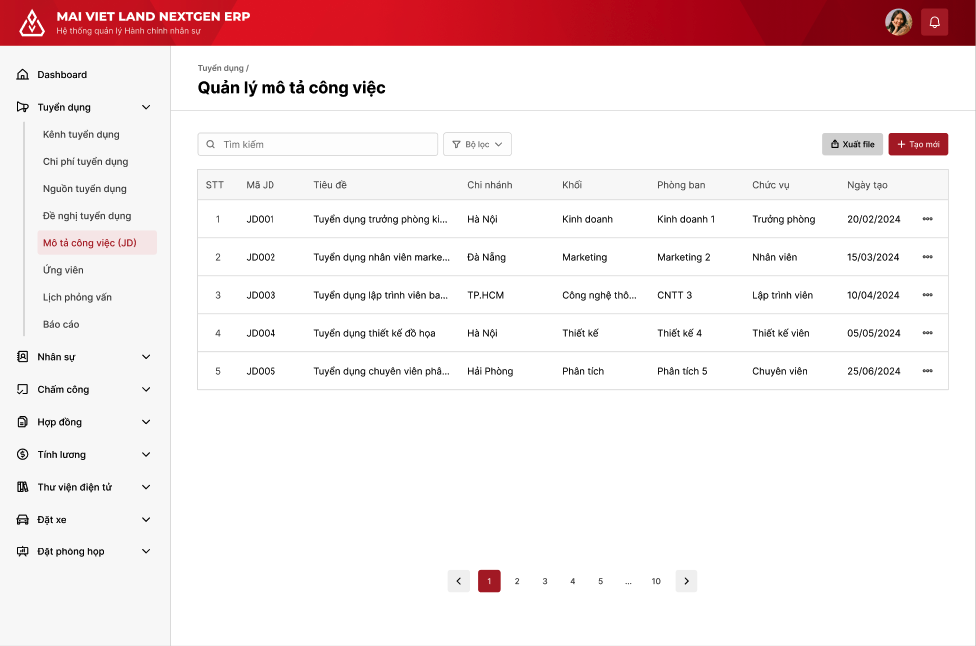 MAI VIET LAND NEXTGEN ERP
Hệ thống quản lý Hành chính nhân sự
Dashboard
Tuyển dụng
Kênh tuyển dụng
Chi phí tuyển dụng
Nguồn tuyển dụng
Đề nghị tuyển dụng
Mô tả công việc (JD)
Ứng viên
Lịch phỏng vấn
Báo cáo
Nhân sự
Chấm công
Hợp đồng
Tính lương
Thư viện điện tử
Đặt xe
Đặt phòng họp
Tuyển dụng /
Quản lý mô tả công việc
Tìm kiếm
Bộ lọc
Xuất file
Tạo mới
STT Mã JD Tiêu đề Chi nhánh Khối Phòng ban Chức vụ Ngày tạo
1 JD001 Tuyển dụng trưởng phòng ki... Hà Nội Kinh doanh Kinh doanh 1 Trưởng phòng 20/02/2024
2 JD002 Tuyển dụng nhân viên marke... Đà Nẵng Marketing Marketing 2 Nhân viên 15/03/2024
3 JD003 Tuyển dụng lập trình viên ba... TP.HCM Công nghệ thô... CNTT 3 Lập trình viên 10/04/2024
4 JD004 Tuyển dụng thiết kế đồ họa Hà Nội Thiết kế Thiết kế 4 Thiết kế viên 05/05/2024
5 JD005 Tuyển dụng chuyên viên phâ... Hải Phòng Phân tích Phân tích 5 Chuyên viên 25/06/2024
1 2 3 4 5 ... 10